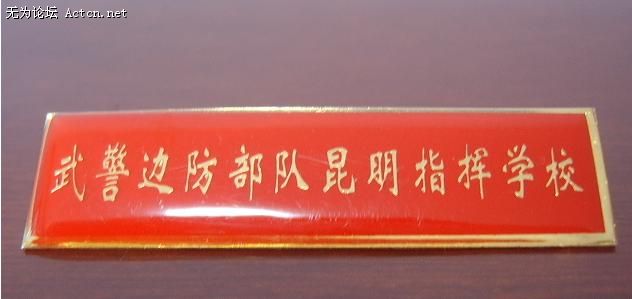 无为论坛 Actcn.net
武警边防部队昆明指挥学校